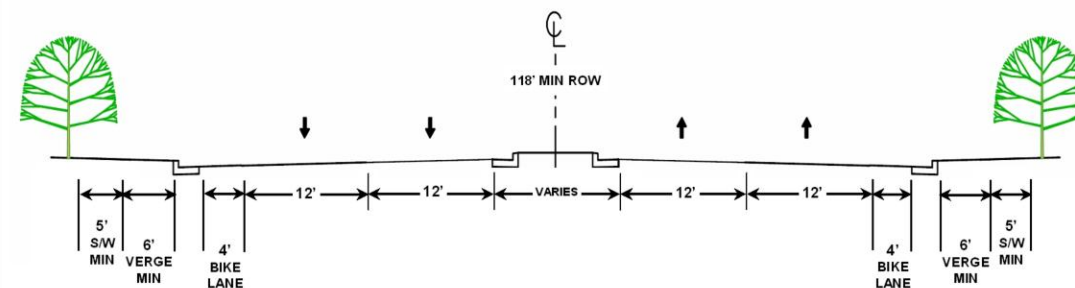 ℄
118' MIN ROW
12' 12' VARIES 12' 12'
5' S/W MIN
6' VERGE MIN
4' BIKE LANE
4' BIKE LANE
6' VERGE MIN
5' S/W MIN